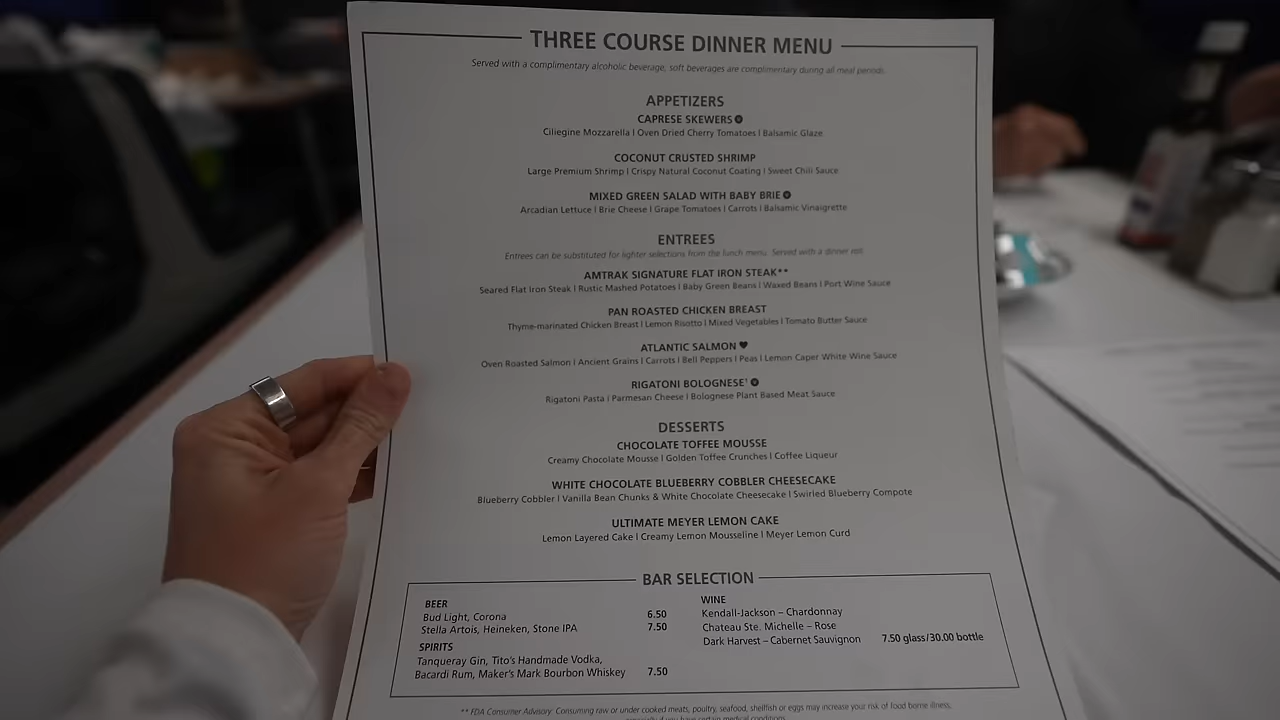 THREE COURSE DINNER MENU
Served with a complimentary alcoholic beverage, soft beverages are complimentary during all meal periods.
APPETIZERS
CAPRESE SKEWERS
Ciliegine Mozzarella | Oven Dried Cherry Tomatoes | Balsamic Glaze
COCONUT CRUSTED SHRIMP
Large Premium Shrimp | Crispy Natural Coconut Coating | Sweet Chili Sauce
MIXED GREEN SALAD WITH BABY BRIE
Arcadian Lettuce | Brie Cheese | Grape Tomatoes | Carrots | Balsamic Vinaigrette
ENTREES
Entrees can be substituted for lighter selections from the lunch menu. Served with a dinner roll.
AMTRAK SIGNATURE FLAT IRON STEAK**
Seared Flat Iron Steak | Rustic Mashed Potatoes | Baby Green Beans | Waxed Beans | Port Wine Sauce
PAN ROASTED CHICKEN BREAST
Thyme-marinated Chicken Breast | Lemon Risotto | Mixed Vegetables | Tomato Butter Sauce
ATLANTIC SALMON ♥
Oven Roasted Salmon | Ancient Grains | Carrots | Bell Peppers | Peas | Lemon Caper White Wine Sauce
RIGATONI BOLOGNESE†
Rigatoni Pasta | Parmesan Cheese | Bolognese Plant Based Meat Sauce
DESSERTS
CHOCOLATE TOFFEE MOUSSE
Creamy Chocolate Mousse | Golden Toffee Crunches | Coffee Liqueur
WHITE CHOCOLATE BLUEBERRY COBBLER CHEESECAKE
Blueberry Cobbler | Vanilla Bean Chunks & White Chocolate Cheesecake | Swirled Blueberry Compote
ULTIMATE MEYER LEMON CAKE
Lemon Layered Cake | Creamy Lemon Mousseline | Meyer Lemon Curd
BAR SELECTION
BEER
Bud Light, Corona 6.50
Stella Artois, Heineken, Stone IPA 7.50
SPIRITS
Tanqueray Gin, Tito's Handmade Vodka,
Bacardi Rum, Maker's Mark Bourbon Whiskey 7.50
WINE
Kendall-Jackson – Chardonnay
Chateau Ste. Michelle – Rose
Dark Harvest – Cabernet Sauvignon 7.50 glass/30.00 bottle
** FDA Consumer Advisory: Consuming raw or under cooked meats, poultry, seafood, shellfish or eggs may increase your risk of food borne illness,
especially if you have certain medical conditions.